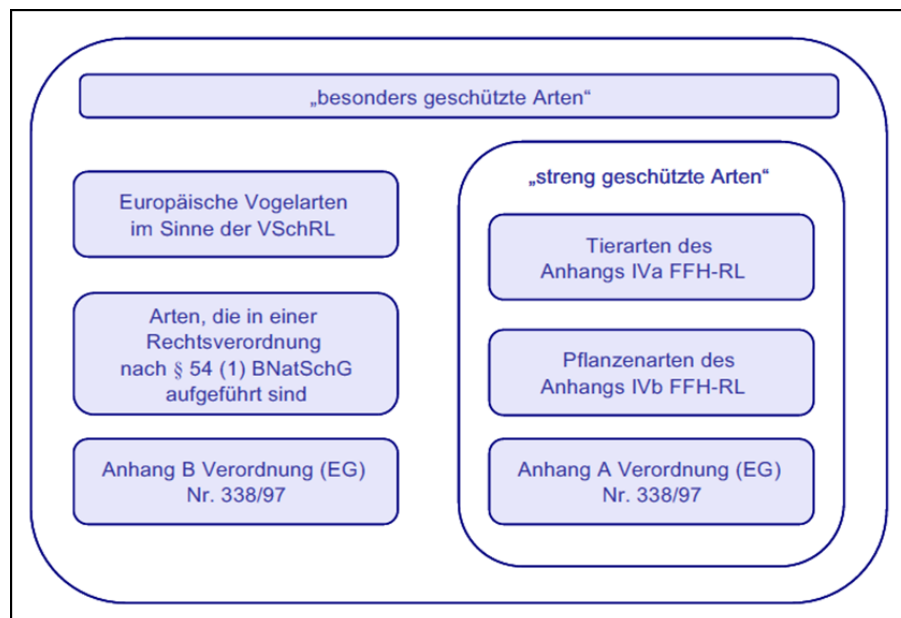 „besonders geschützte Arten“
Europäische Vogelarten
im Sinne der VSchRL
Arten, die in einer
Rechtsverordnung
nach § 54 (1) BNatSchG
aufgeführt sind
Anhang B Verordnung (EG)
Nr. 338/97
„streng geschützte Arten“
Tierarten des
Anhangs IVa FFH-RL
Pflanzenarten des
Anhangs IVb FFH-RL
Anhang A Verordnung (EG)
Nr. 338/97